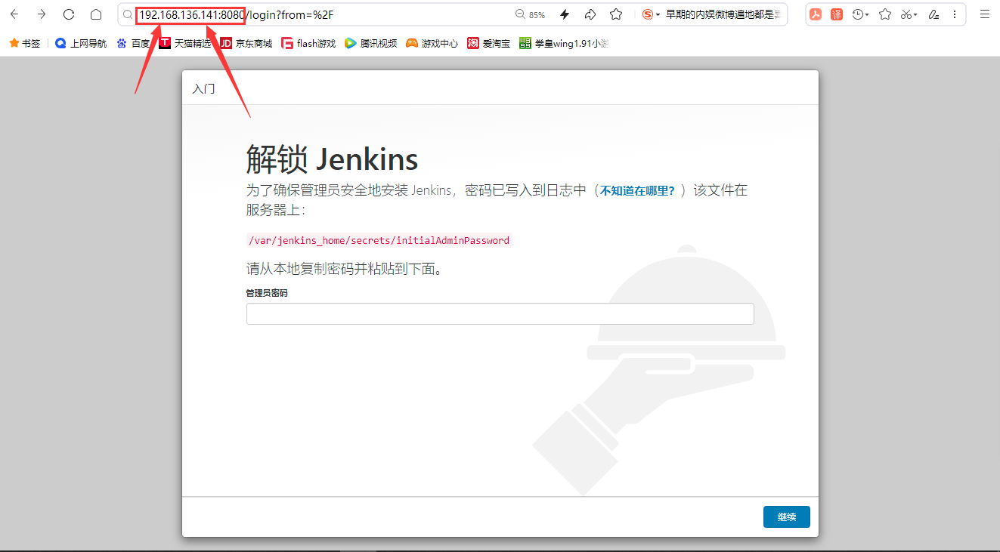 192.168.136.141:8080/login?from=%2F
85%
早期的内娱微博遍地都是
书签
上网导航
百度
天猫精选
JD 京东商城
flash游戏
腾讯视频
游戏中心
淘 爱淘宝
拳皇wing1.91小游
入门
解锁 Jenkins
为了确保管理员安全地安装 Jenkins，密码已写入到日志中（不知道在哪里？）该文件在
服务器上：
/var/jenkins_home/secrets/initialAdminPassword
请从本地复制密码并粘贴到下面。
管理员密码
继续